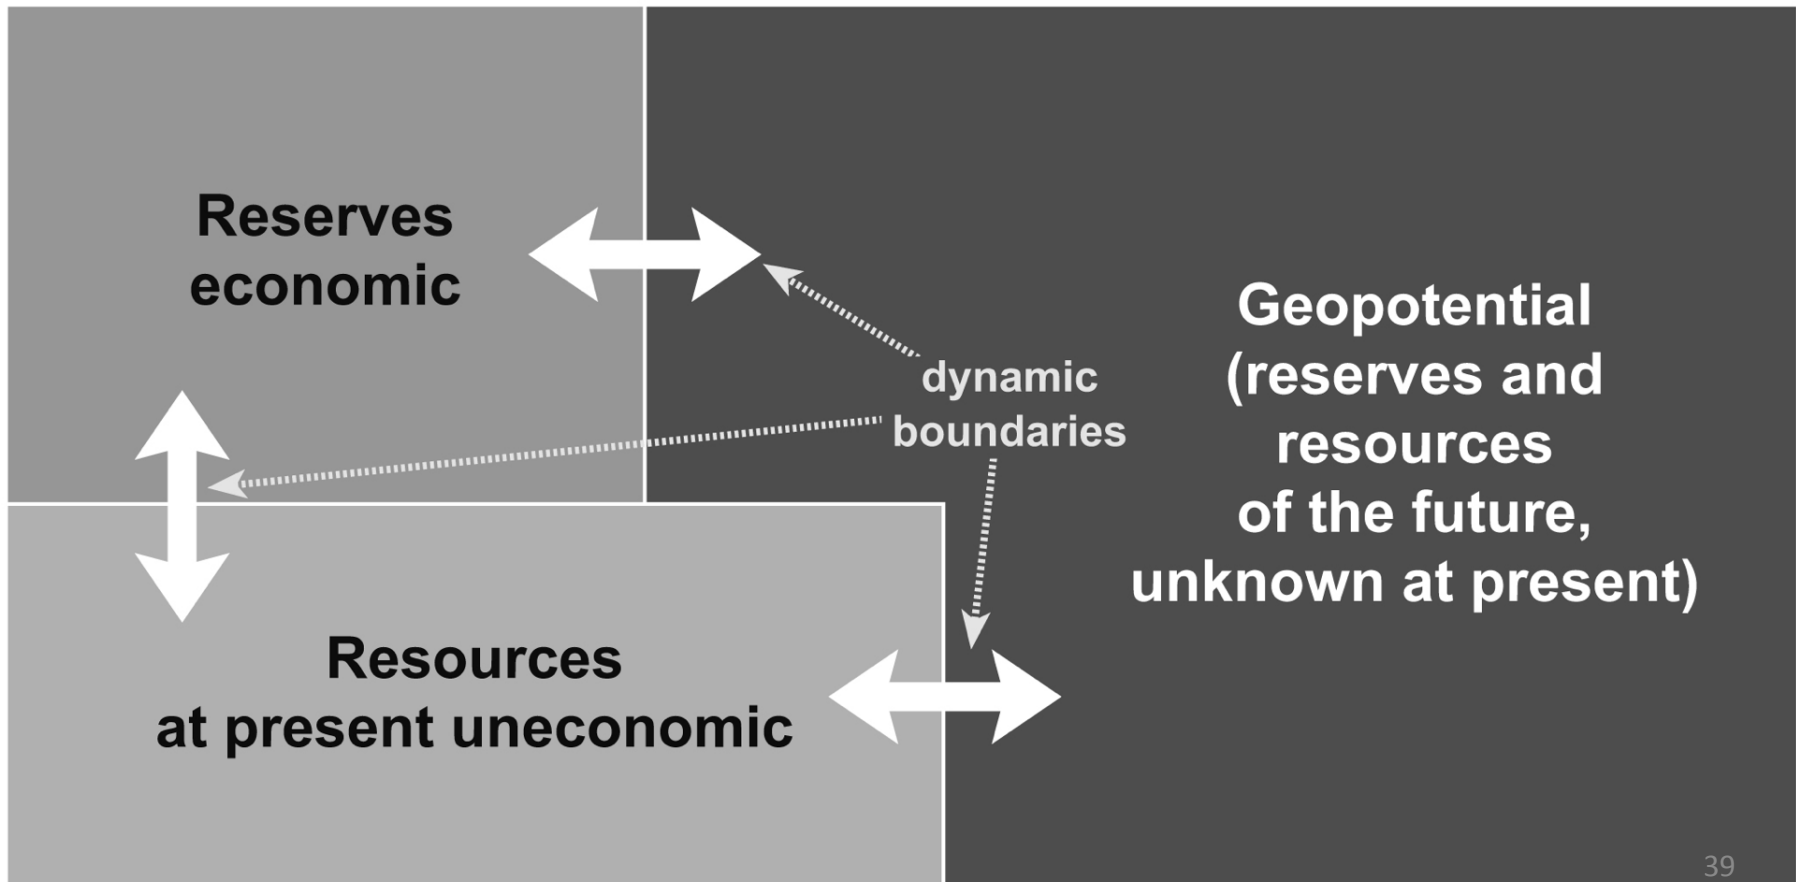 Reserves
economic
dynamic
boundaries
Geopotential
(reserves and
resources
of the future,
unknown at present)
Resources
at present uneconomic
39